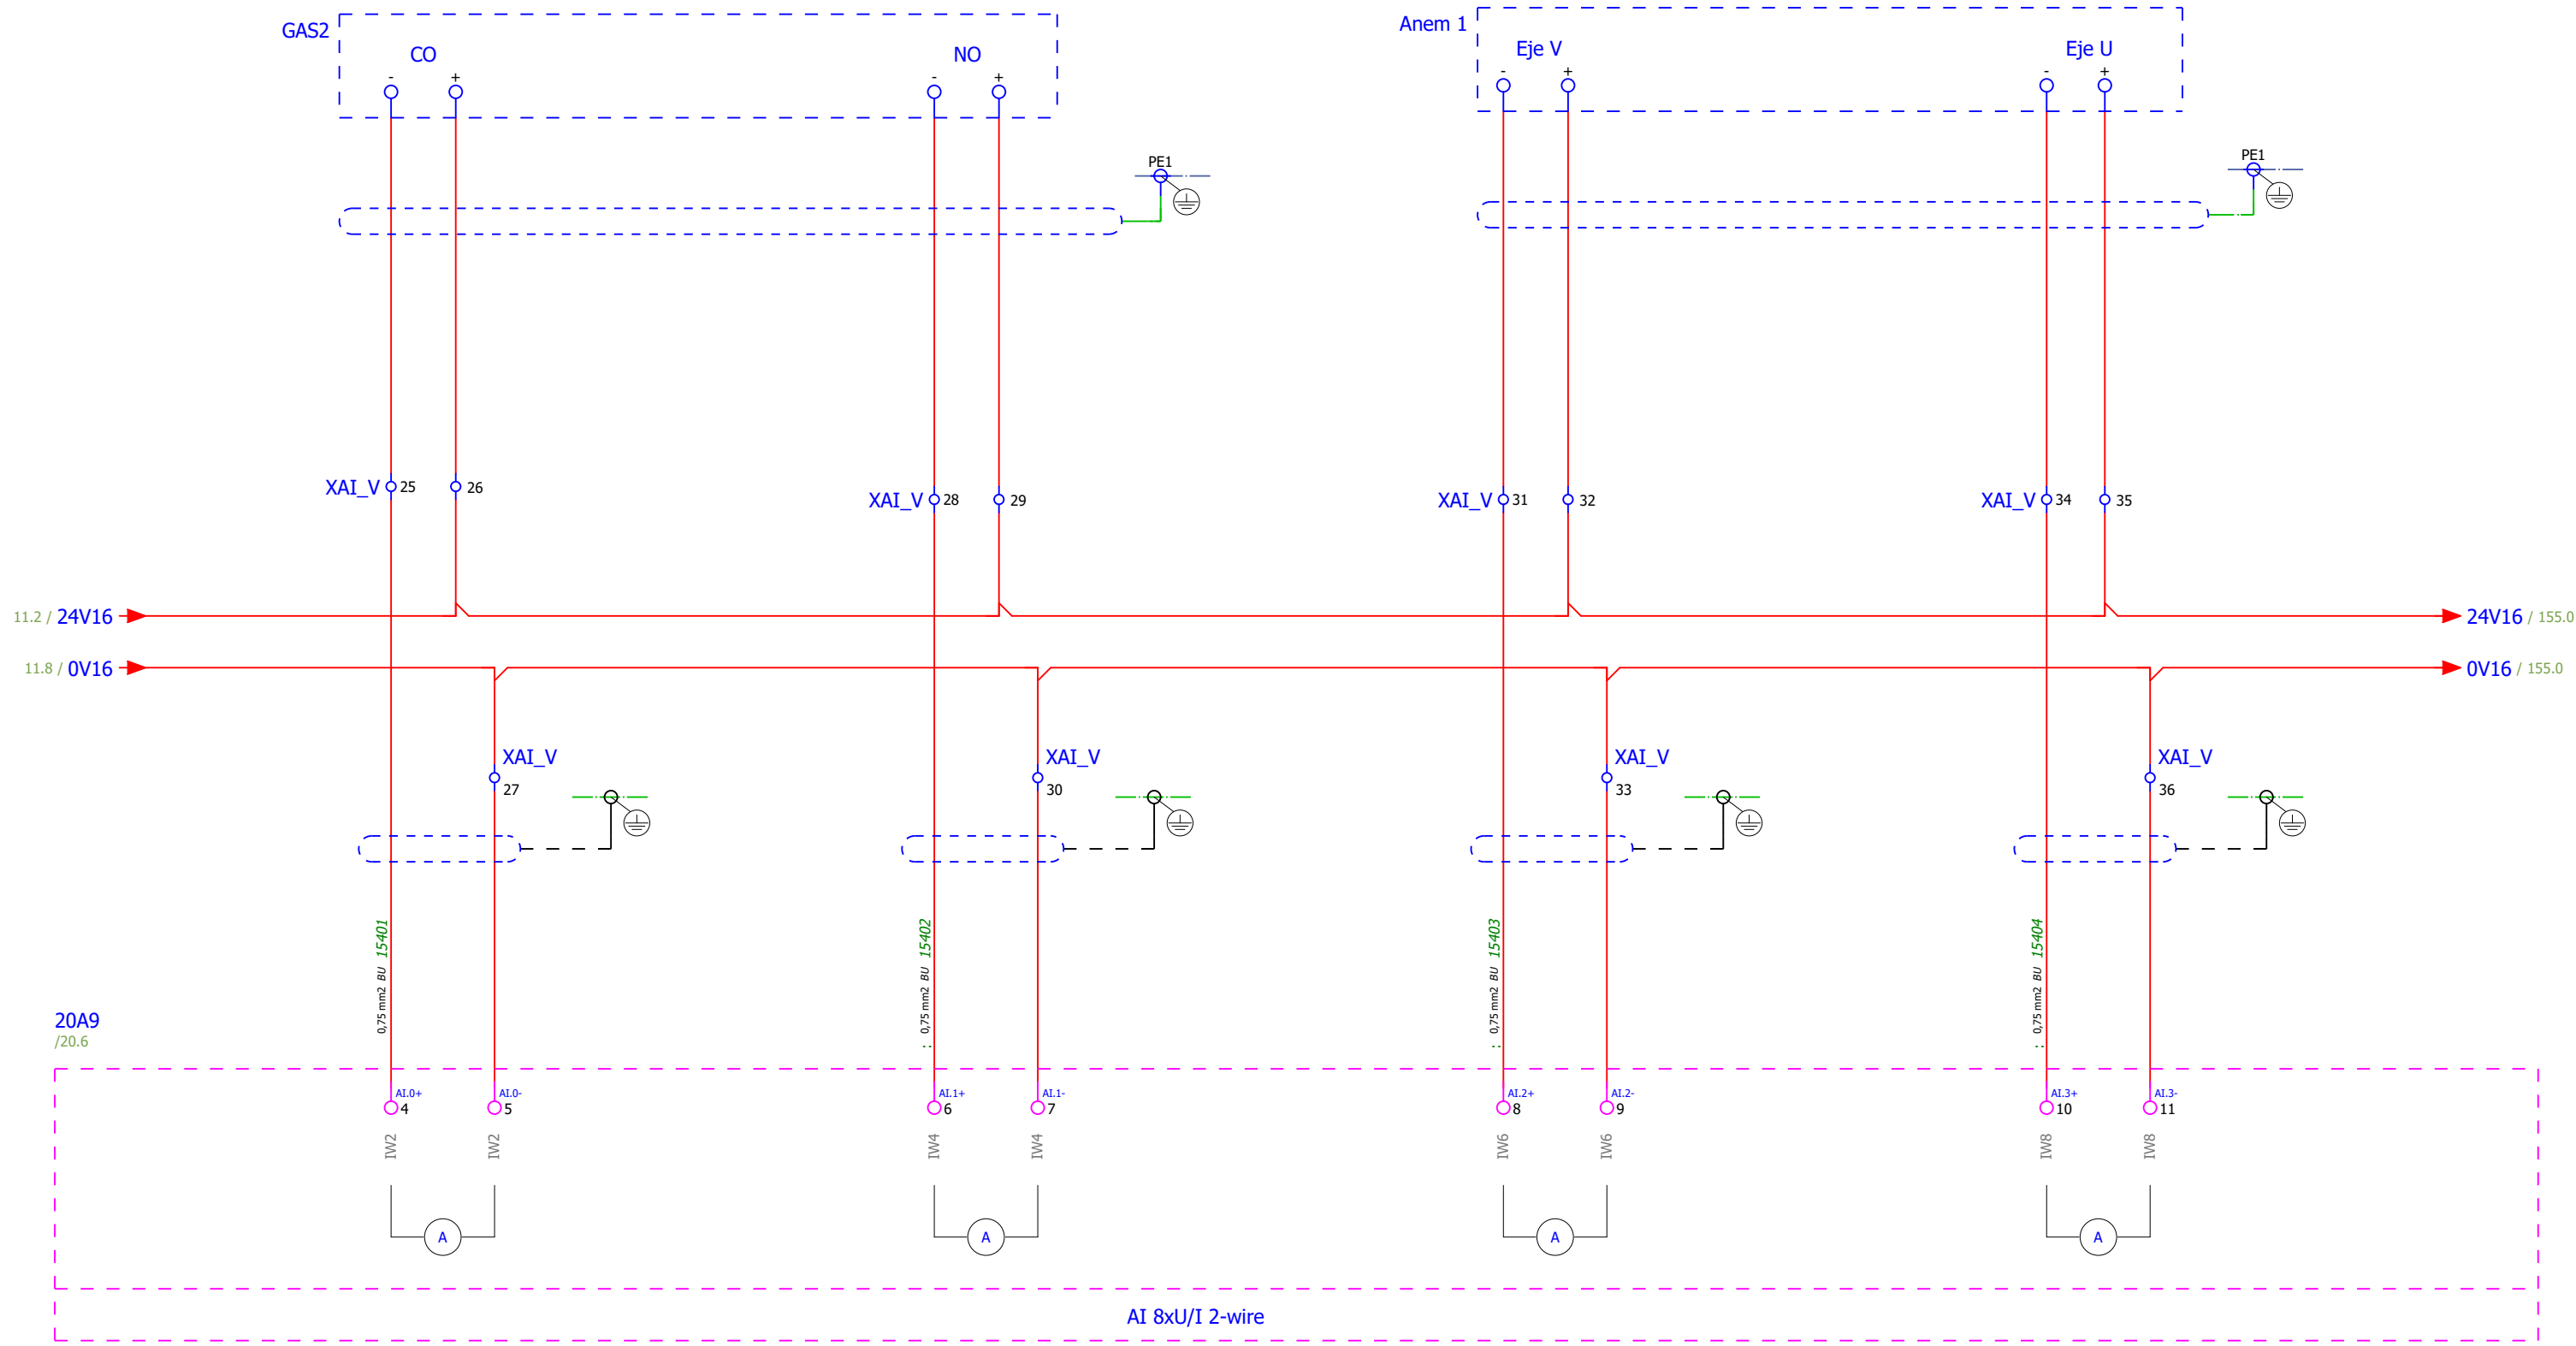 GAS2
CO
NO
- +
- +
Anem 1
Eje V
Eje U
- +
- +
PE1
PE1
XAI_V 25 26
XAI_V 28 29
XAI_V 31 32
XAI_V 34 35
11.2 / 24V16
24V16 / 155.0
11.8 / 0V16
0V16 / 155.0
XAI_V
27
XAI_V
30
XAI_V
33
XAI_V
36
0,75 mm2 BU 15401
: 0,75 mm2 BU 15402
: 0,75 mm2 BU 15403
: 0,75 mm2 BU 15404
20A9
/20.6
AI.0+
4
AI.0-
5
AI.1+
6
AI.1-
7
AI.2+
8
AI.2-
9
AI.3+
10
AI.3-
11
IW2
IW2
IW4
IW4
IW6
IW6
IW8
IW8
A
A
A
A
AI 8xU/I 2-wire